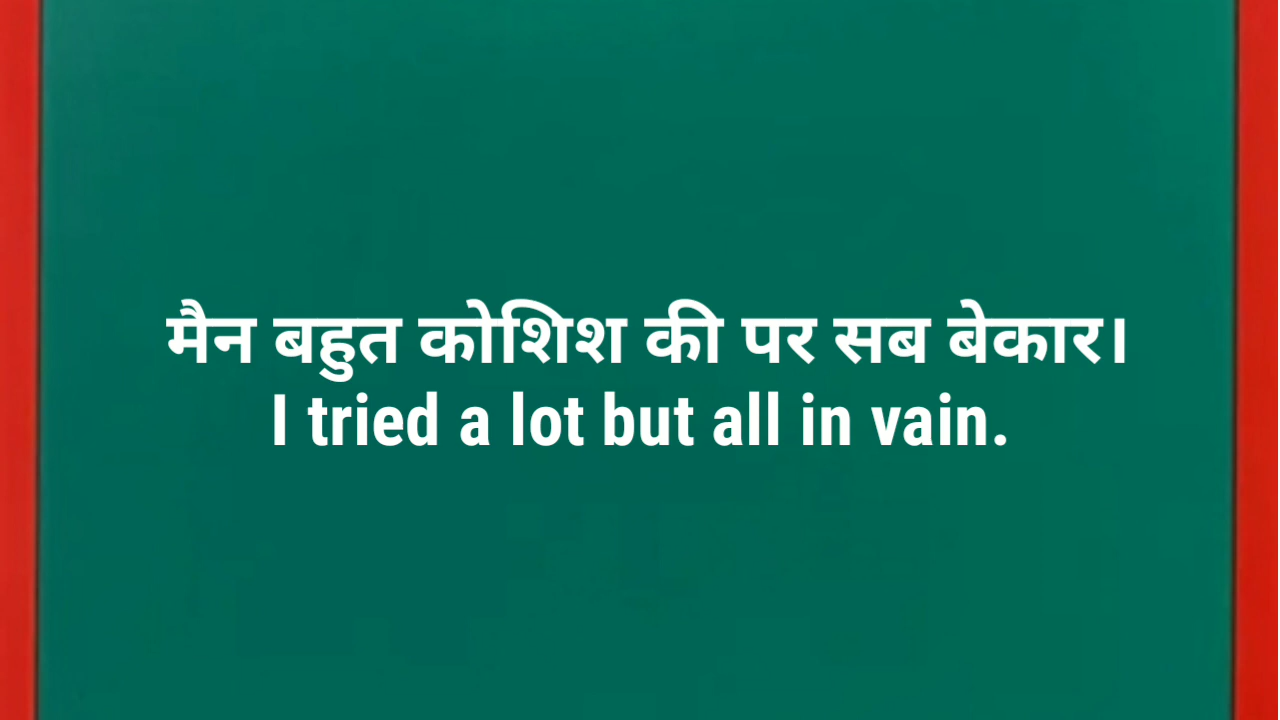 मैन बहुत कोशिश की पर सब बेकार।
I tried a lot but all in vain.